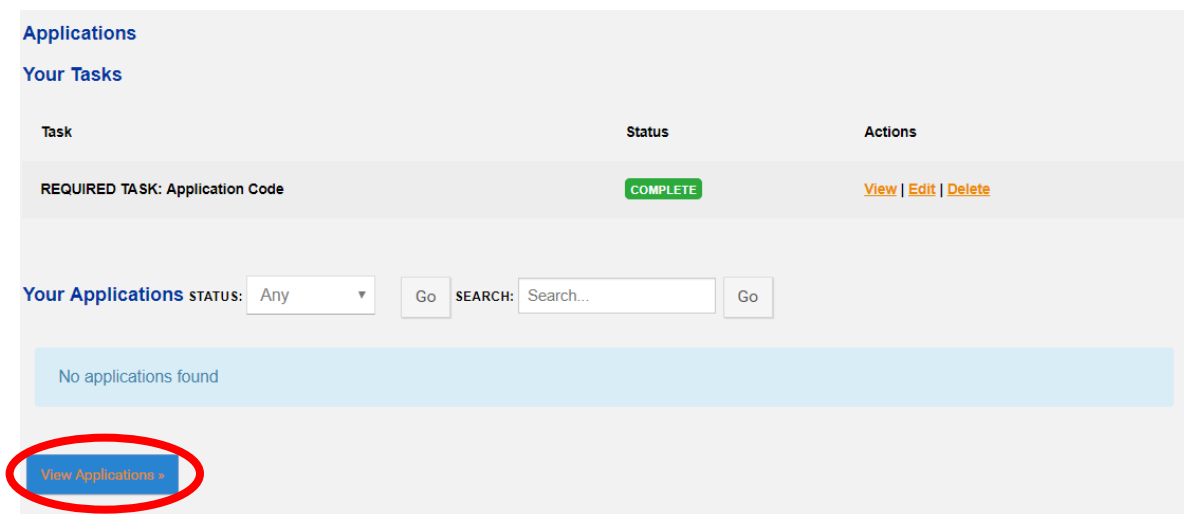 Applications
Your Tasks
Task Status Actions
REQUIRED TASK: Application Code COMPLETE View | Edit | Delete
Your Applications STATUS: Any Go SEARCH: Search... Go
No applications found
View Applications »